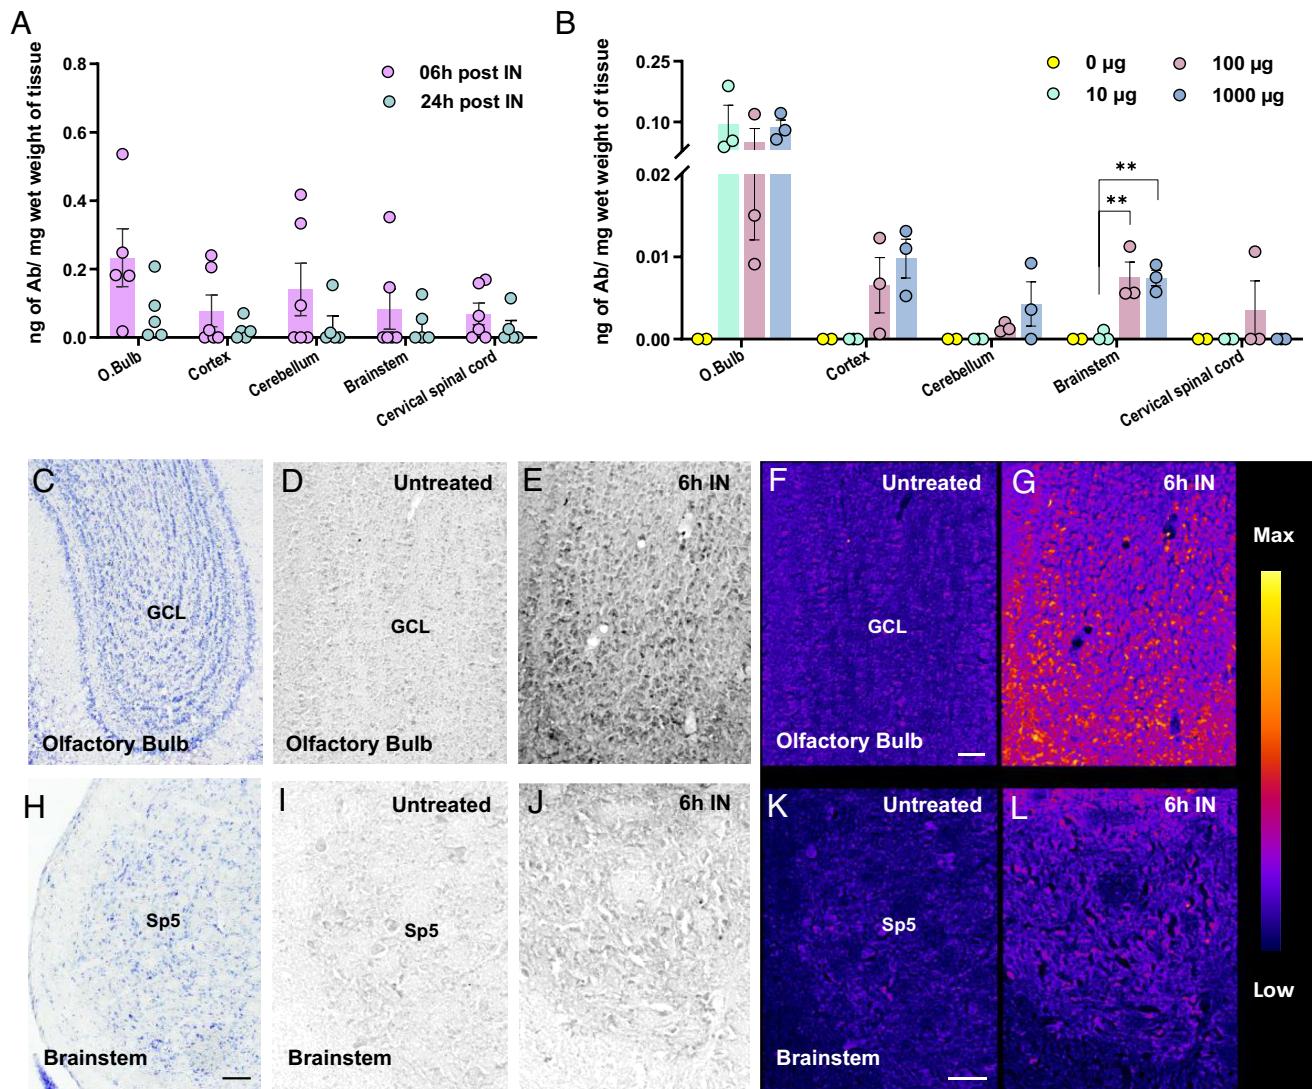 A
ng of Ab/ mg wet weight of tissue
0.8
0.6
0.4
0.2
0.0
06h post IN
24h post IN
O.Bulb
Cortex
Cerebellum
Brainstem
Cervical spinal cord
B
ng of Ab/ mg wet weight of tissue
0.25
0.10
0.02
0.01
0.00
0 µg
100 µg
10 µg
1000 µg
**
**
O.Bulb
Cortex
Cerebellum
Brainstem
Cervical spinal cord
C
GCL
Olfactory Bulb
D
Untreated
GCL
Olfactory Bulb
E
6h IN
F
Untreated
GCL
Olfactory Bulb
G
6h IN
Max
Low
H
Sp5
Brainstem
I
Untreated
Sp5
Brainstem
J
6h IN
K
Untreated
Sp5
Brainstem
L
6h IN